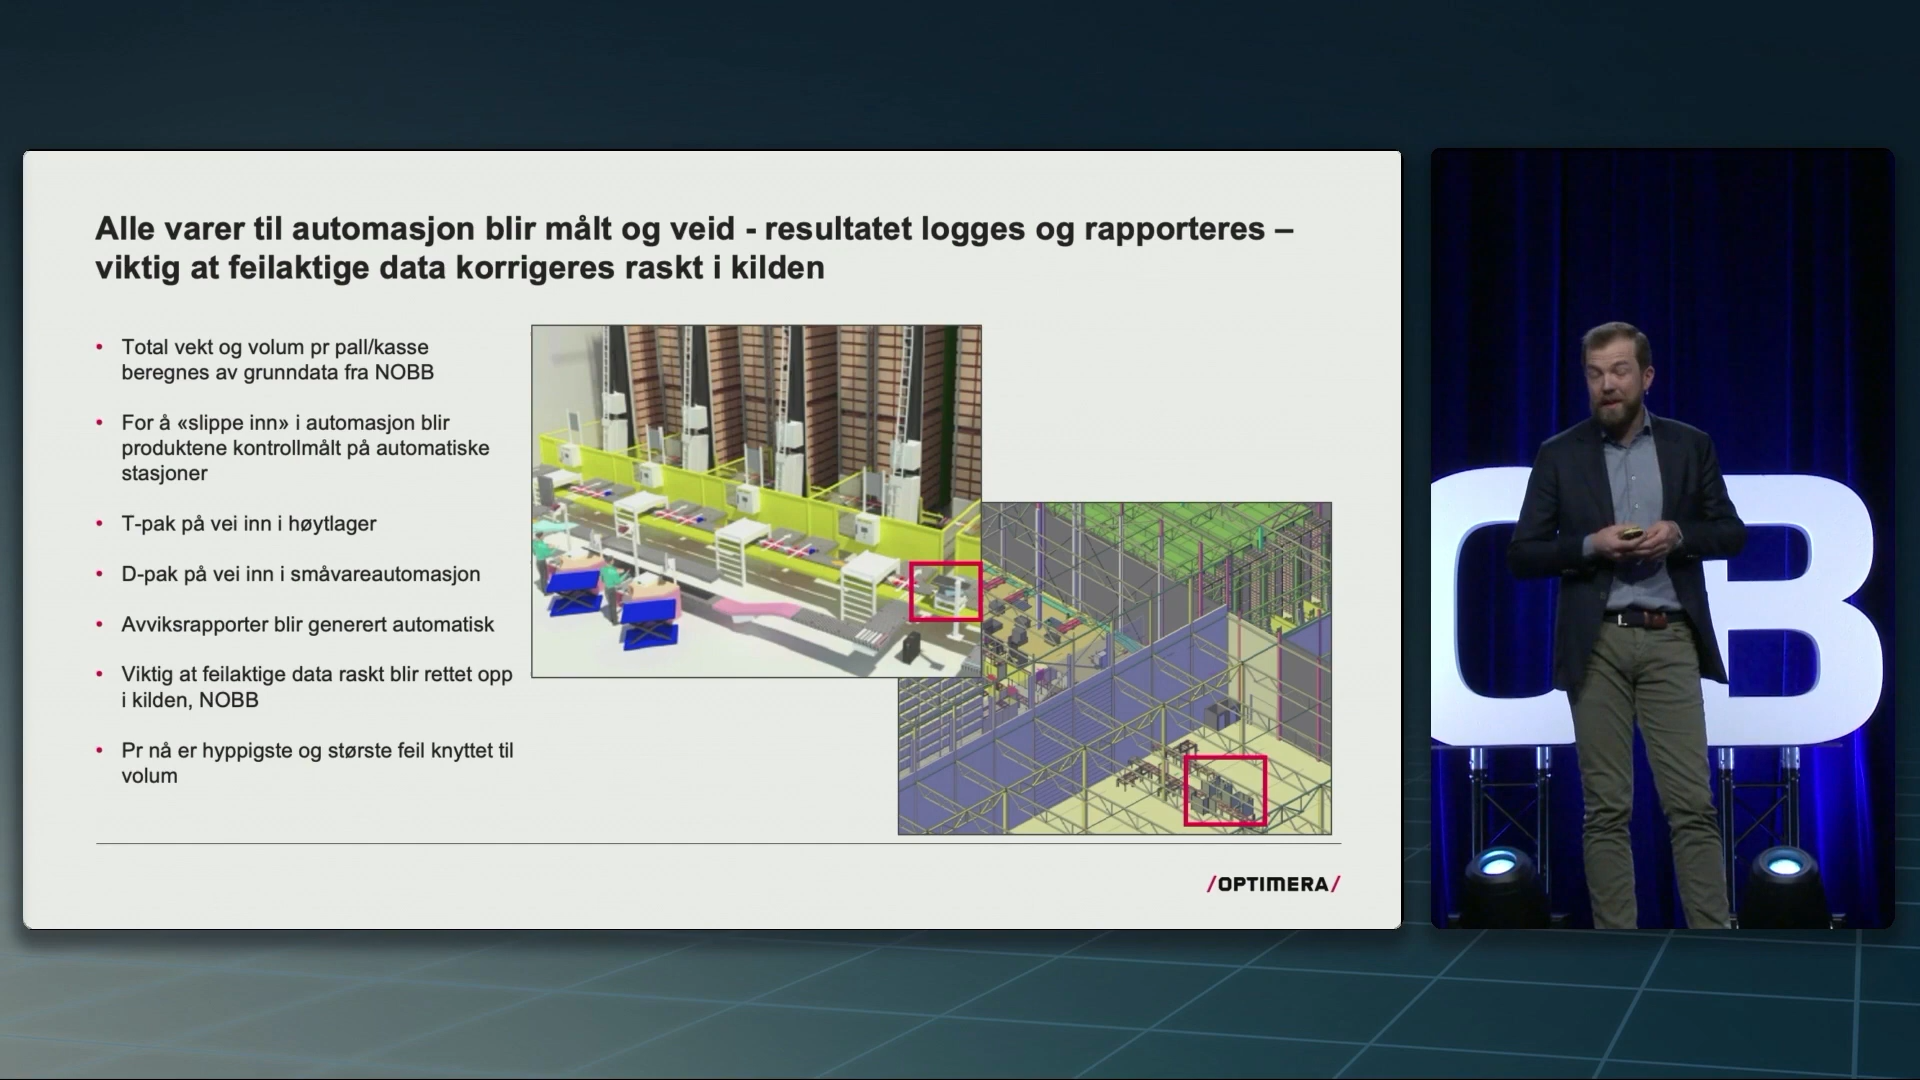 Alle varer til automasjon blir målt og veid - resultatet logges og rapporteres –
viktig at feilaktige data korrigeres raskt i kilden
• Total vekt og volum pr pall/kasse
beregnes av grunndata fra NOBB
• For å «slippe inn» i automasjon blir
produktene kontrollmålt på automatiske
stasjoner
• T-pak på vei inn i høytlager
• D-pak på vei inn i småvareautomasjon
• Avviksrapporter blir generert automatisk
• Viktig at feilaktige data raskt blir rettet opp
i kilden, NOBB
• Pr nå er hyppigste og største feil knyttet til
volum
/OPTIMERA/
B